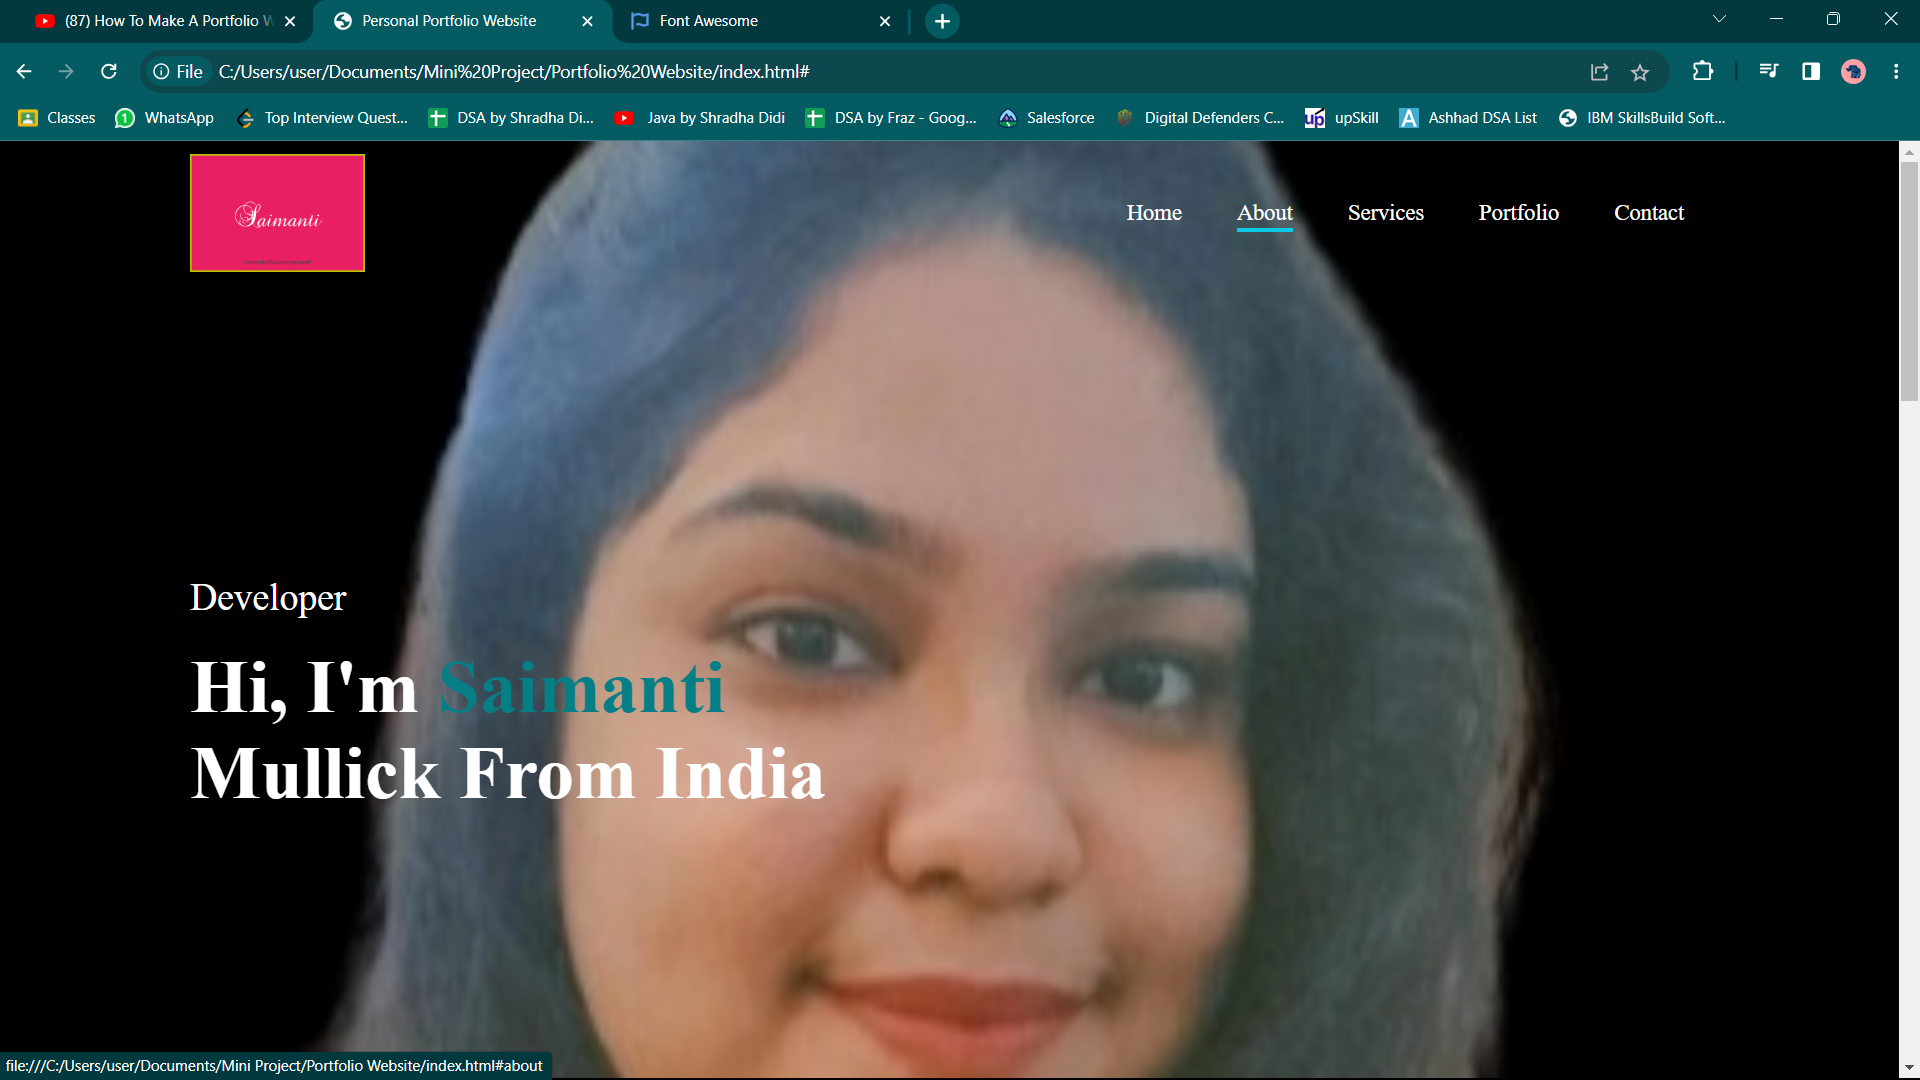 (87) How To Make A Portfolio W
Personal Portfolio Website
Font Awesome
File C:/Users/user/Documents/Mini%20Project/Portfolio%20Website/index.html#
Classes WhatsApp Top Interview Quest... DSA by Shradha Di... Java by Shradha Didi DSA by Fraz - Goog... Salesforce Digital Defenders C... upSkill Ashhad DSA List IBM SkillsBuild Soft...
Saimanti
Home About Services Portfolio Contact
Developer
Hi, I'm Saimanti
Mullick From India
file:///C:/Users/user/Documents/Mini Project/Portfolio Website/index.html#about